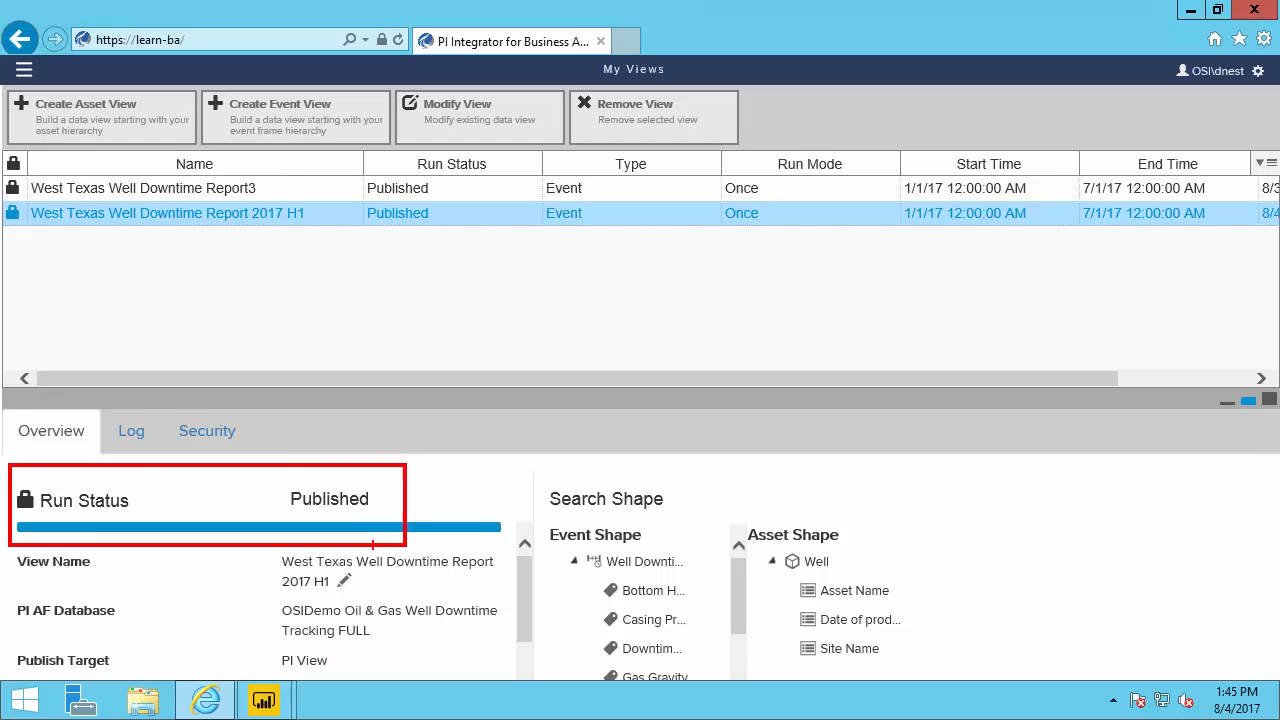 https://learn-ba/
PI Integrator for Business A...
My Views
OSI\dnest
Create Asset View
Build a data view starting with your
asset hierarchy
Create Event View
Build a data view starting with your
event frame hierarchy
Modify View
Modify existing data view
Remove View
Remove selected view
Name Run Status Type Run Mode Start Time End Time
West Texas Well Downtime Report3 Published Event Once 1/1/17 12:00:00 AM 7/1/17 12:00:00 AM 8/3
West Texas Well Downtime Report 2017 H1 Published Event Once 1/1/17 12:00:00 AM 7/1/17 12:00:00 AM 8/4
Overview Log Security
Run Status Published
View Name West Texas Well Downtime Report
2017 H1
PI AF Database OSIDemo Oil & Gas Well Downtime
Tracking FULL
Publish Target PI View
Search Shape
Event Shape
Well Downti...
Bottom H...
Casing Pr...
Downtim...
Gas Gravity
Asset Shape
Well
Asset Name
Date of prod...
Site Name
1:45 PM
8/4/2017